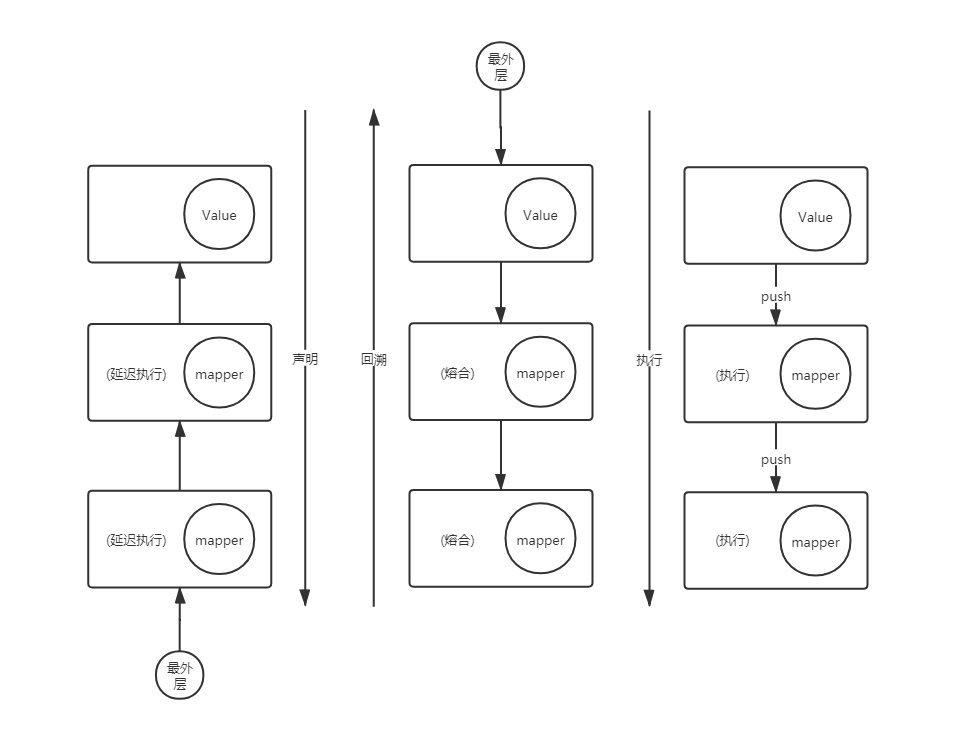 最外
层
Value
Value
Value
push
声明
回溯
执行
(延迟执行)
mapper
(熔合)
mapper
(执行)
mapper
push
(延迟执行)
mapper
(熔合)
mapper
(执行)
mapper
最外
层